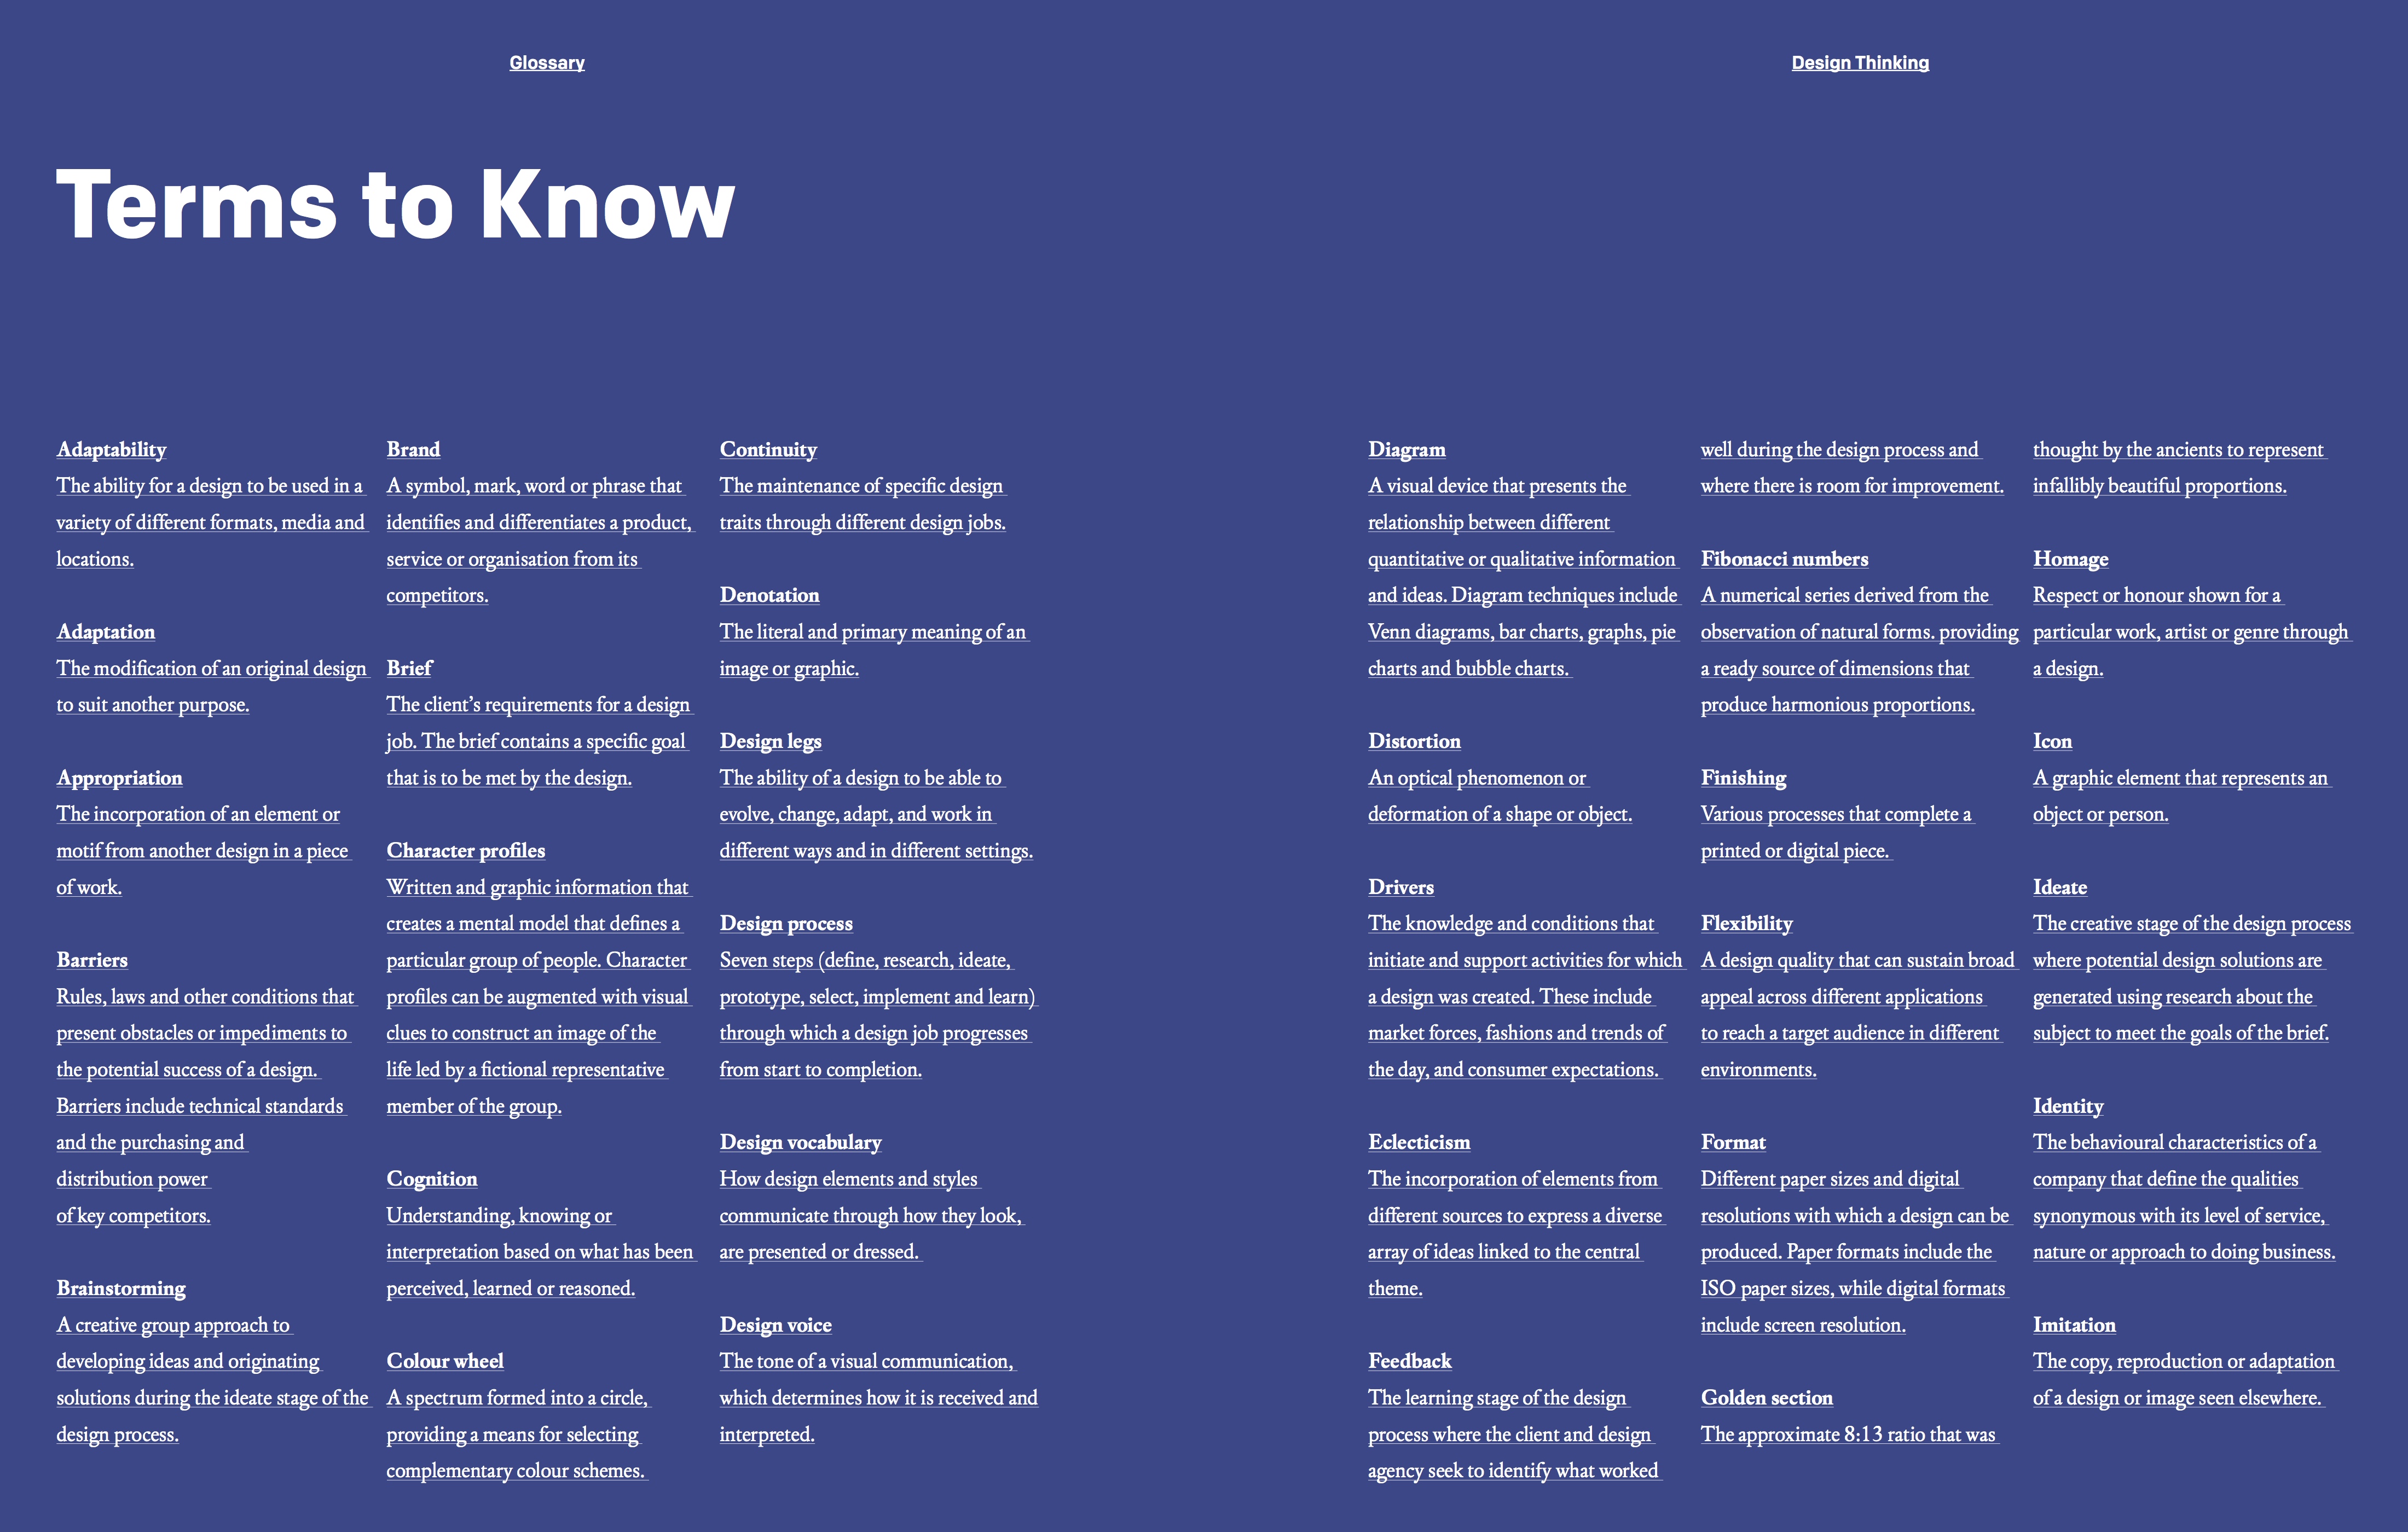 Glossary
Design Thinking
Terms to Know
Adaptability
The ability for a design to be used in a
variety of different formats, media and
locations.
Adaptation
The modification of an original design
to suit another purpose.
Appropriation
The incorporation of an element or
motif from another design in a piece
of work.
Barriers
Rules, laws and other conditions that
present obstacles or impediments to
the potential success of a design.
Barriers include technical standards
and the purchasing and
distribution power
of key competitors.
Brainstorming
A creative group approach to
developing ideas and originating
solutions during the ideate stage of the
design process.
Brand
A symbol, mark, word or phrase that
identifies and differentiates a product,
service or organisation from its
competitors.
Brief
The client’s requirements for a design
job. The brief contains a specific goal
that is to be met by the design.
Character profiles
Written and graphic information that
creates a mental model that defines a
particular group of people. Character
profiles can be augmented with visual
clues to construct an image of the
life led by a fictional representative
member of the group.
Cognition
Understanding, knowing or
interpretation based on what has been
perceived, learned or reasoned.
Colour wheel
A spectrum formed into a circle,
providing a means for selecting
complementary colour schemes.
Continuity
The maintenance of specific design
traits through different design jobs.
Denotation
The literal and primary meaning of an
image or graphic.
Design legs
The ability of a design to be able to
evolve, change, adapt, and work in
different ways and in different settings.
Design process
Seven steps (define, research, ideate,
prototype, select, implement and learn)
through which a design job progresses
from start to completion.
Design vocabulary
How design elements and styles
communicate through how they look,
are presented or dressed.
Design voice
The tone of a visual communication,
which determines how it is received and
interpreted.
Diagram
A visual device that presents the
relationship between different
quantitative or qualitative information
and ideas. Diagram techniques include
Venn diagrams, bar charts, graphs, pie
charts and bubble charts.
Distortion
An optical phenomenon or
deformation of a shape or object.
Drivers
The knowledge and conditions that
initiate and support activities for which
a design was created. These include
market forces, fashions and trends of
the day, and consumer expectations.
Eclecticism
The incorporation of elements from
different sources to express a diverse
array of ideas linked to the central
theme.
Feedback
The learning stage of the design
process where the client and design
agency seek to identify what worked
well during the design process and
where there is room for improvement.
Fibonacci numbers
A numerical series derived from the
observation of natural forms. providing
a ready source of dimensions that
produce harmonious proportions.
Finishing
Various processes that complete a
printed or digital piece.
Flexibility
A design quality that can sustain broad
appeal across different applications
to reach a target audience in different
environments.
Format
Different paper sizes and digital
resolutions with which a design can be
produced. Paper formats include the
ISO paper sizes, while digital formats
include screen resolution.
Golden section
The approximate 8:13 ratio that was
thought by the ancients to represent
infallibly beautiful proportions.
Homage
Respect or honour shown for a
particular work, artist or genre through
a design.
Icon
A graphic element that represents an
object or person.
Ideate
The creative stage of the design process
where potential design solutions are
generated using research about the
subject to meet the goals of the brief.
Identity
The behavioural characteristics of a
company that define the qualities
synonymous with its level of service,
nature or approach to doing business.
Imitation
The copy, reproduction or adaptation
of a design or image seen elsewhere.